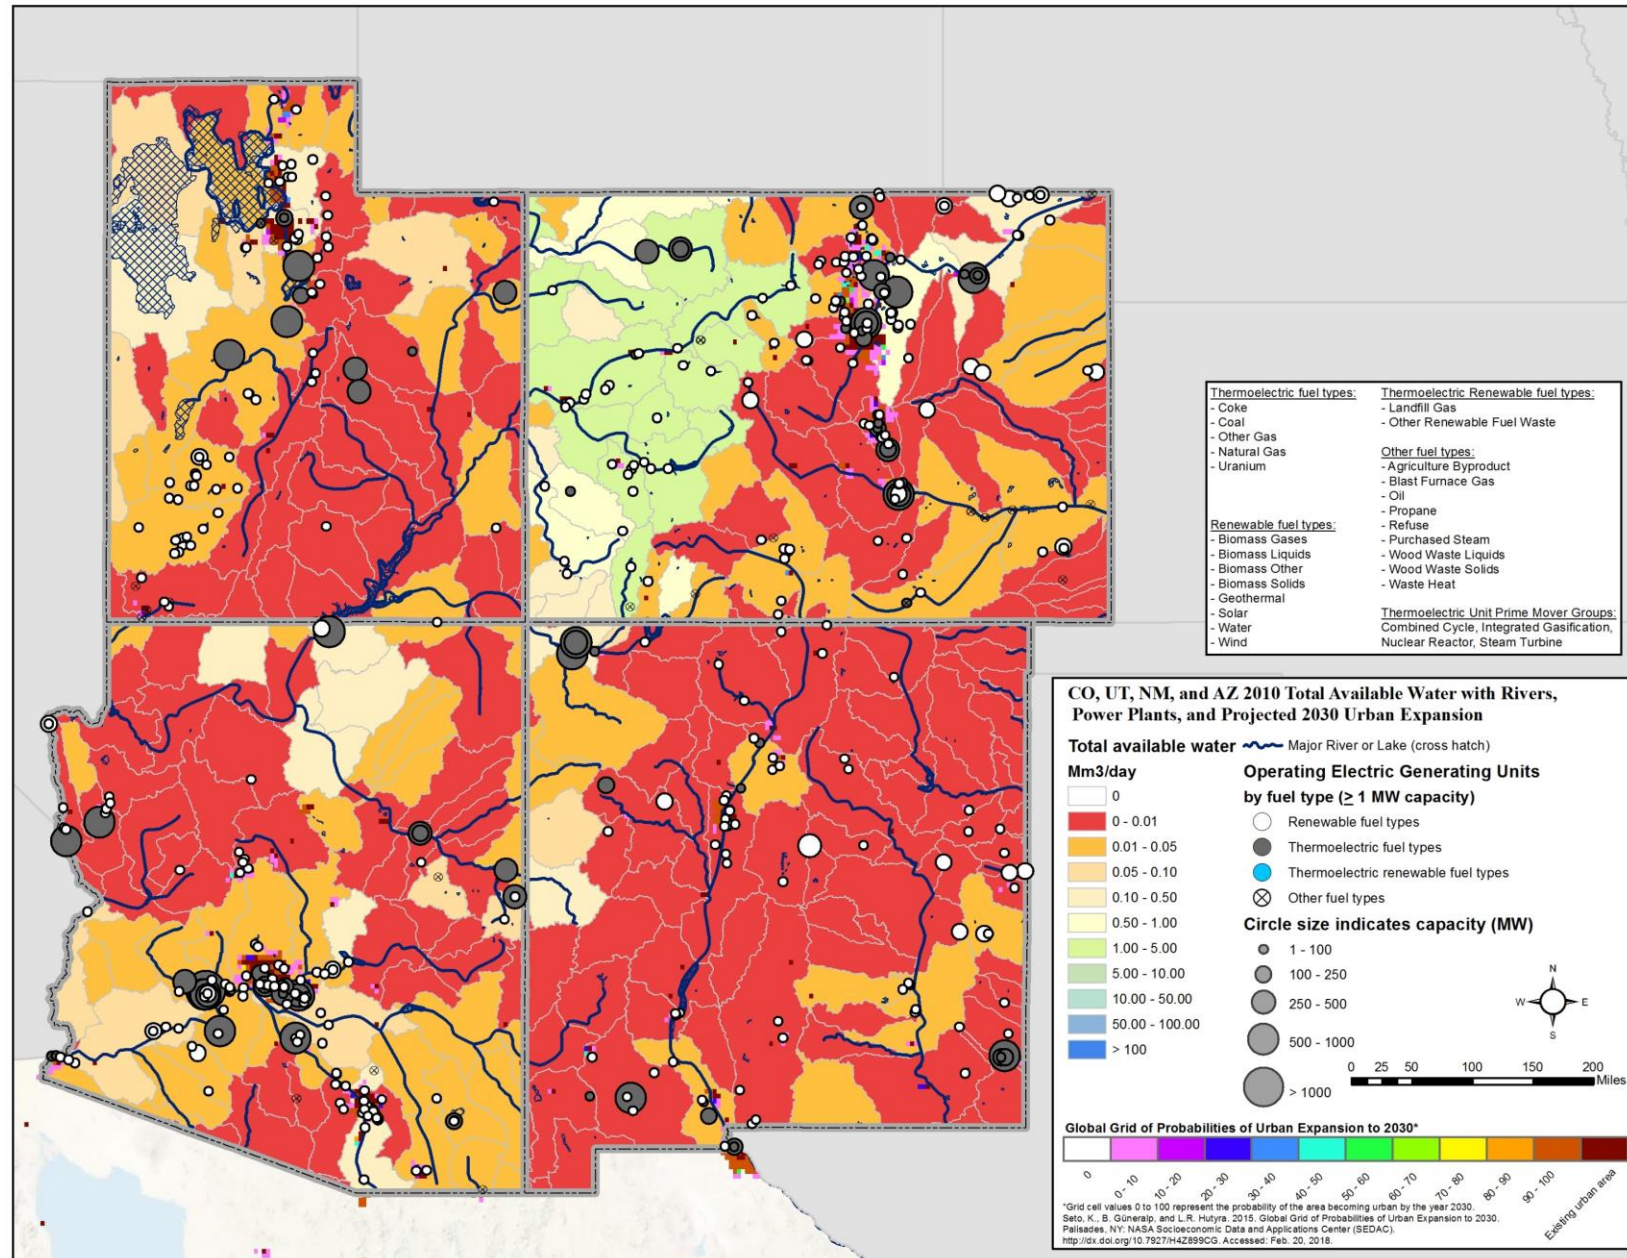 Thermoelectric fuel types:
- Coke
- Coal
- Other Gas
- Natural Gas
- Uranium
Renewable fuel types:
- Biomass Gases
- Biomass Liquids
- Biomass Other
- Biomass Solids
- Geothermal
- Solar
- Water
- Wind
Thermoelectric Renewable fuel types:
- Landfill Gas
- Other Renewable Fuel Waste
Other fuel types:
- Agriculture Byproduct
- Blast Furnace Gas
- Oil
- Propane
- Refuse
- Purchased Steam
- Wood Waste Liquids
- Wood Waste Solids
- Waste Heat
Thermoelectric Unit Prime Mover Groups:
Combined Cycle, Integrated Gasification,
Nuclear Reactor, Steam Turbine
CO, UT, NM, and AZ 2010 Total Available Water with Rivers,
Power Plants, and Projected 2030 Urban Expansion
Total available water
Mm3/day
0
0 - 0.01
0.01 - 0.05
0.05 - 0.10
0.10 - 0.50
0.50 - 1.00
1.00 - 5.00
5.00 - 10.00
10.00 - 50.00
50.00 - 100.00
> 100
Major River or Lake (cross hatch)
Operating Electric Generating Units
by fuel type (≥ 1 MW capacity)
Renewable fuel types
Thermoelectric fuel types
Thermoelectric renewable fuel types
Other fuel types
Circle size indicates capacity (MW)
1 - 100
100 - 250
250 - 500
500 - 1000
> 1000
N
W E
S
0 25 50 100 150 200
Miles
Global Grid of Probabilities of Urban Expansion to 2030*
0 0 - 10 10 - 20 20 - 30 30 - 40 40 - 50 50 - 60 60 - 70 70 - 80 80 - 90 90 - 100 Existing urban area
*Grid cell values 0 to 100 represent the probability of the area becoming urban by the year 2030.
Seto, K., B. Güneralp, and L.R. Hutyra. 2015. Global Grid of Probabilities of Urban Expansion to 2030.
Palisades, NY: NASA Socioeconomic Data and Applications Center (SEDAC).
http://dx.doi.org/10.7927/H4Z899CG. Accessed: Feb. 20, 2018.